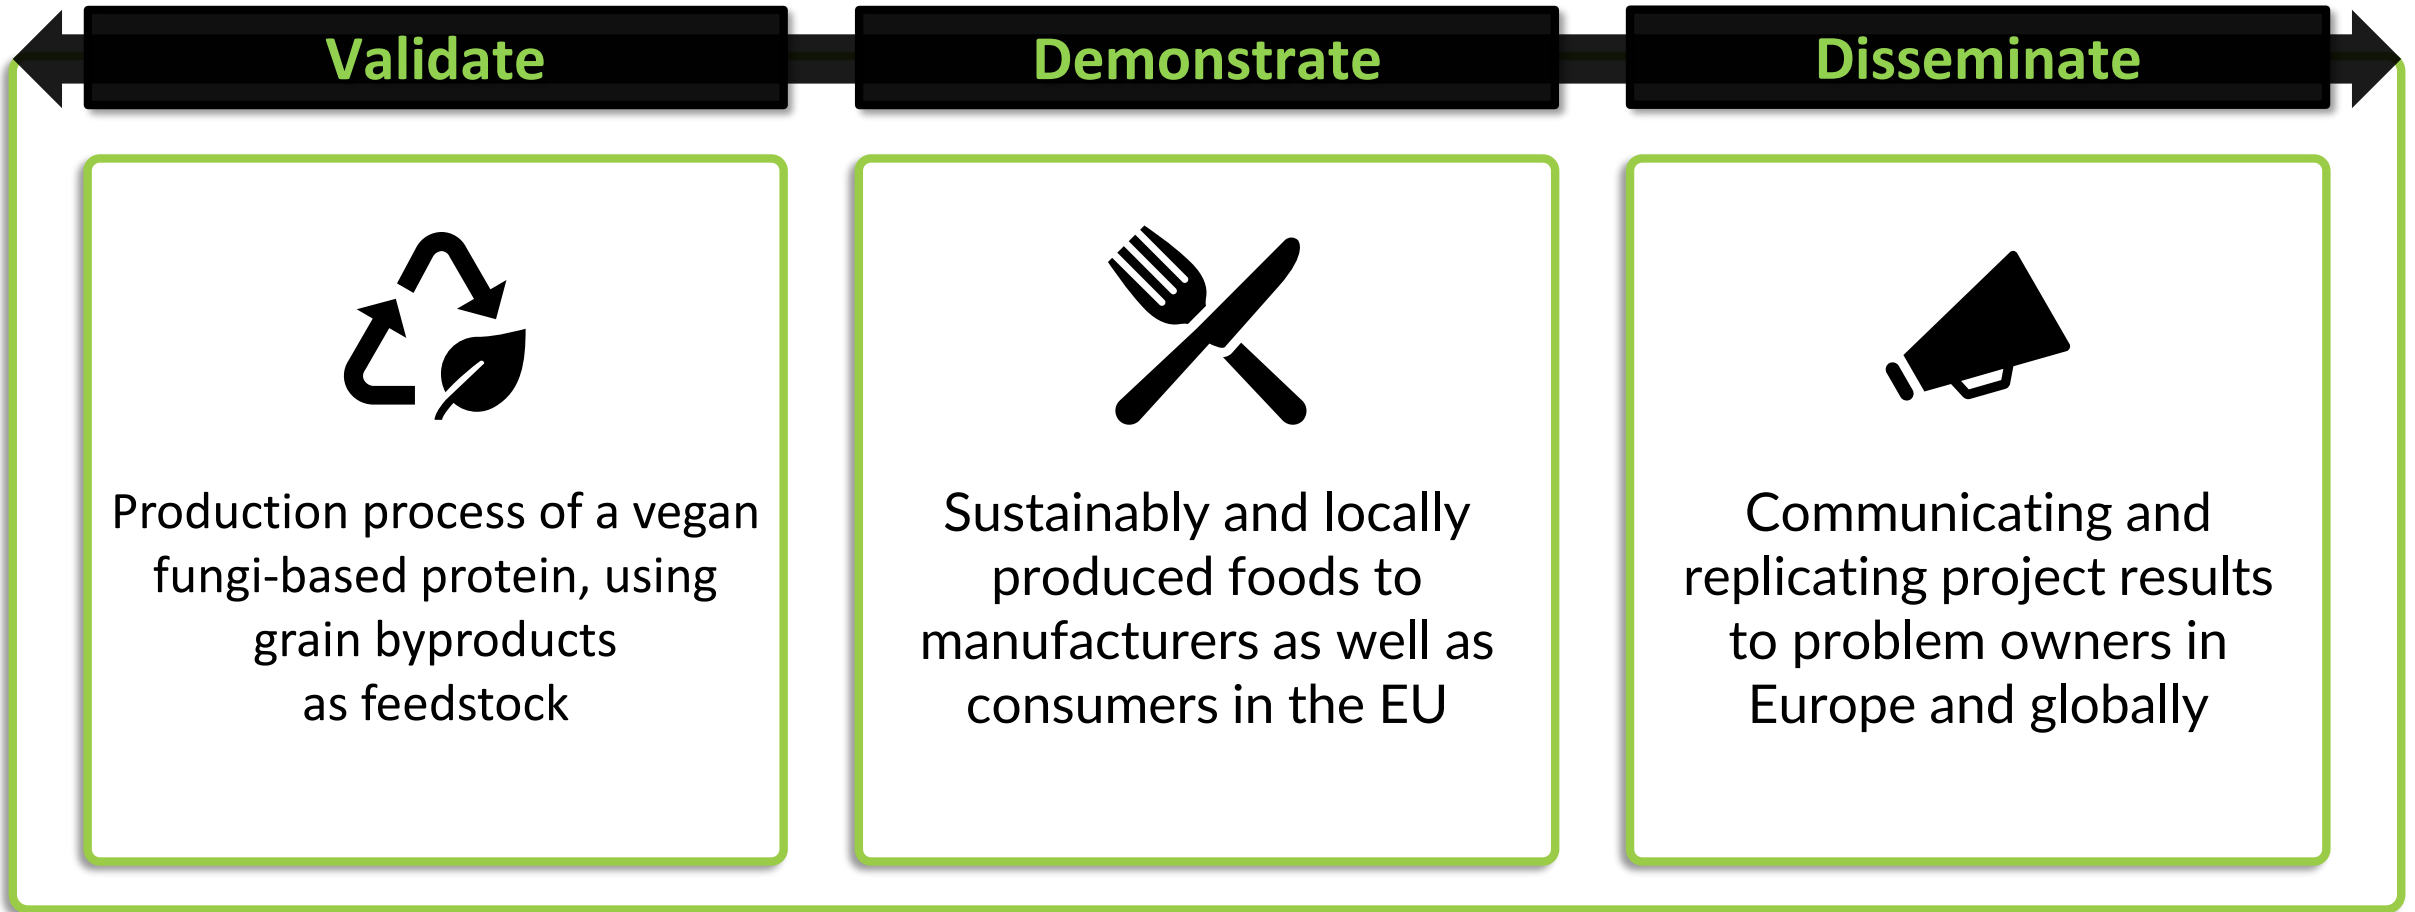 Validate
Demonstrate
Disseminate
Production process of a vegan
fungi-based protein, using
grain byproducts
as feedstock
Sustainably and locally
produced foods to
manufacturers as well as
consumers in the EU
Communicating and
replicating project results
to problem owners in
Europe and globally